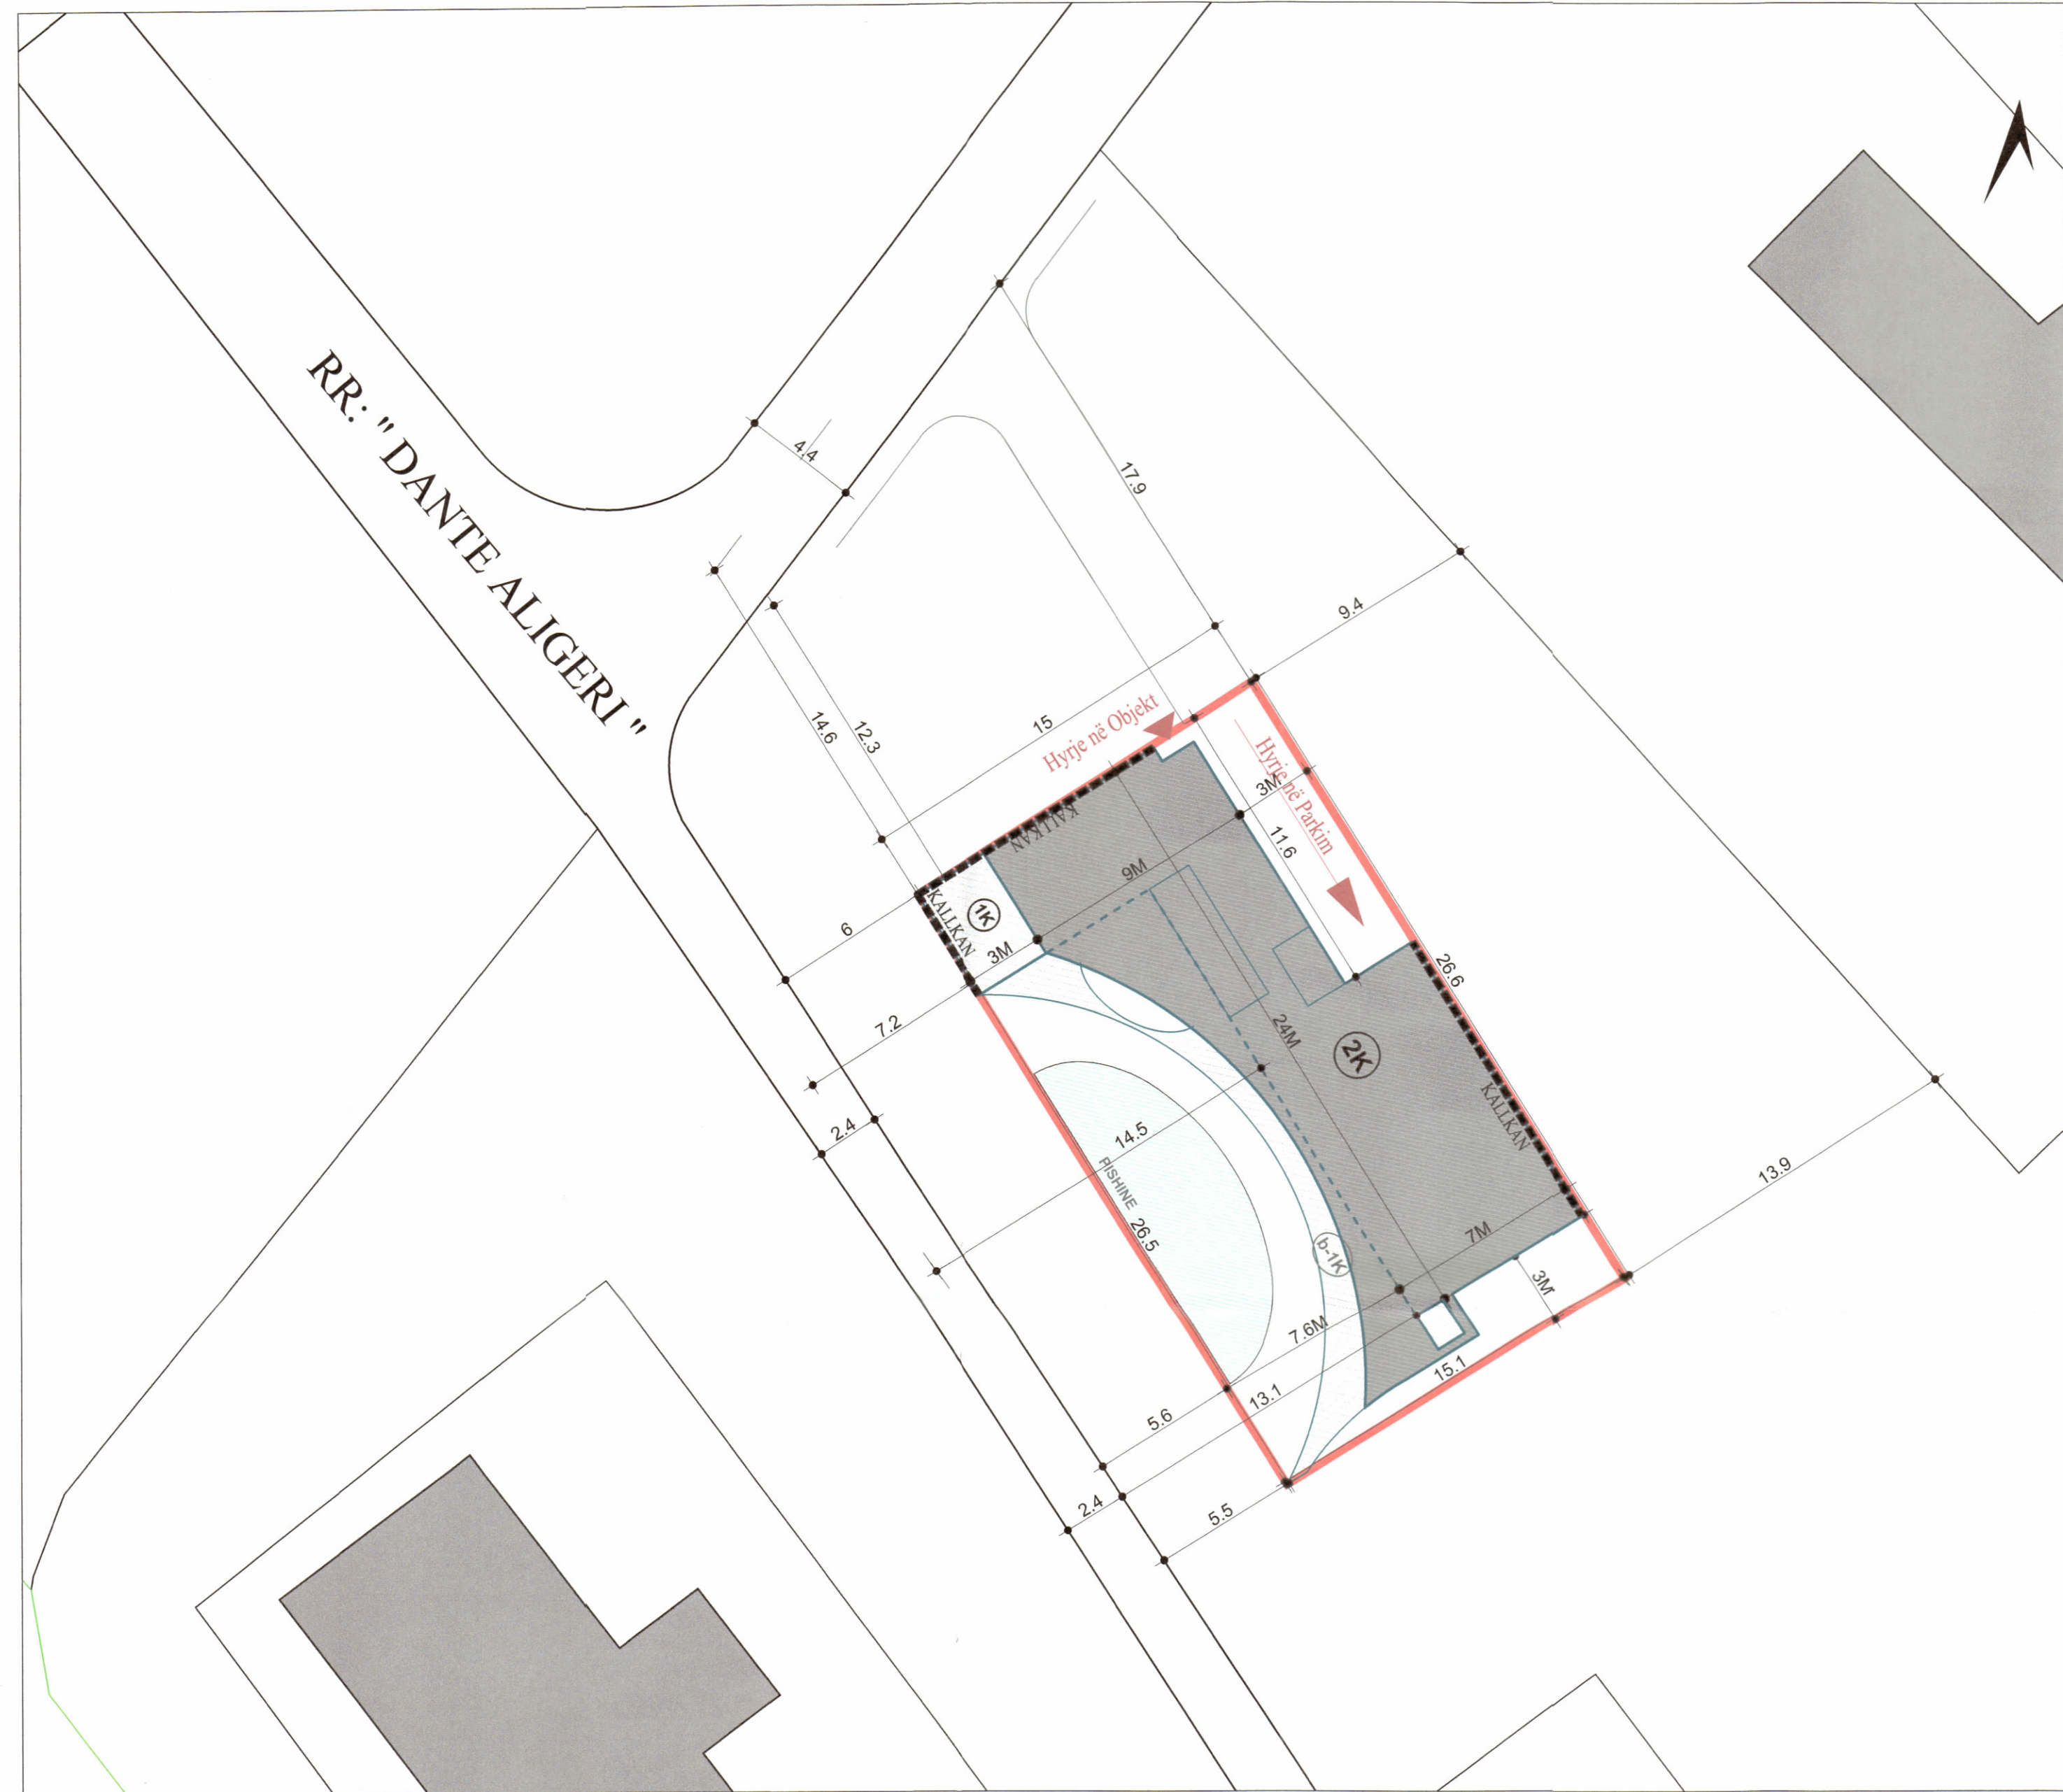 RR: " DANTE ALIGERI "
4.4
17.9
9.4
14.6
12.3
15
Hyrje në Objekt
Hyrje në Parkim
3M
11.6
KALLKAN
9M
1K
KALLKAN
3M
6
7.2
26.6
24M
2K
KALLKAN
2.4
14.5
PISHINE
26.5
13.9
7M
b-1K
3M
7.6M
15.1
13.1
5.6
2.4
5.5